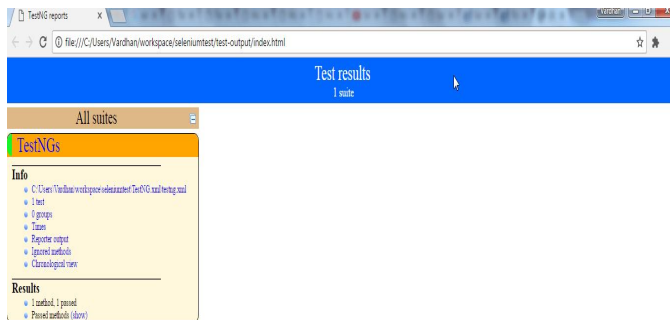 TestNG reports
file:///C:/Users/Vardhan/workspace/seleniumtest/test-output/index.html
Test results
1 suite
All suites
TestNGs
Info
C:\Users\Vardhan\workspace\seleniumtest\TestNG.xml\testng.xml
1 test
0 groups
Times
Reporter output
Ignored methods
Chronological view
Results
1 method, 1 passed
Passed methods (show)